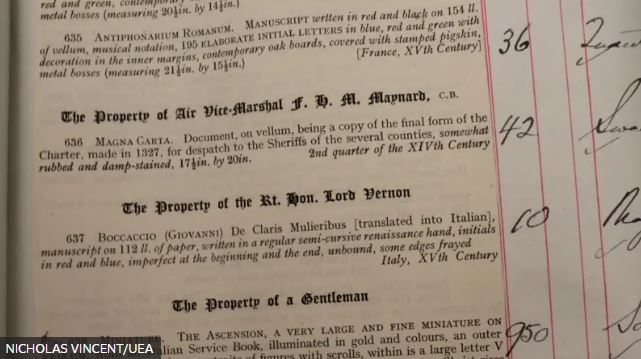 red and green, contemporary
metal bosses (measuring 20½in. by 14½in.)
635 Antiphonarium Romanum. Manuscript written in red and black on 154 ll.
of vellum, musical notation, 195 elaborate initial letters in blue, red and green with
decoration in the inner margins, contemporary oak boards, covered with stamped pigskin,
metal bosses (measuring 21½in. by 15½in.) [France, XVth Century]
36
The Property of Air Vice-Marshal F. H. M. Maynard, C.B.
636 Magna Carta. Document, on vellum, being a copy of the final form of the
Charter, made in 1327, for despatch to the Sheriffs of the several counties, somewhat
rubbed and damp-stained, 17½in. by 20in. 2nd quarter of the XIVth Century
42
The Property of the Rt. Hon. Lord Vernon
637 Boccaccio (Giovanni) De Claris Mulieribus [translated into Italian],
manuscript on 112 ll. of paper, written in a regular semi-cursive renaissance hand, initials
in red and blue, imperfect at the beginning and the end, unbound, some edges frayed
Italy, XVth Century
10
The Property of a Gentleman
The Ascension, a very large and fine miniature on
Service Book, illuminated in gold and colours, an outer
of figures with scrolls, within is a large letter V
950
NICHOLAS VINCENT/UEA